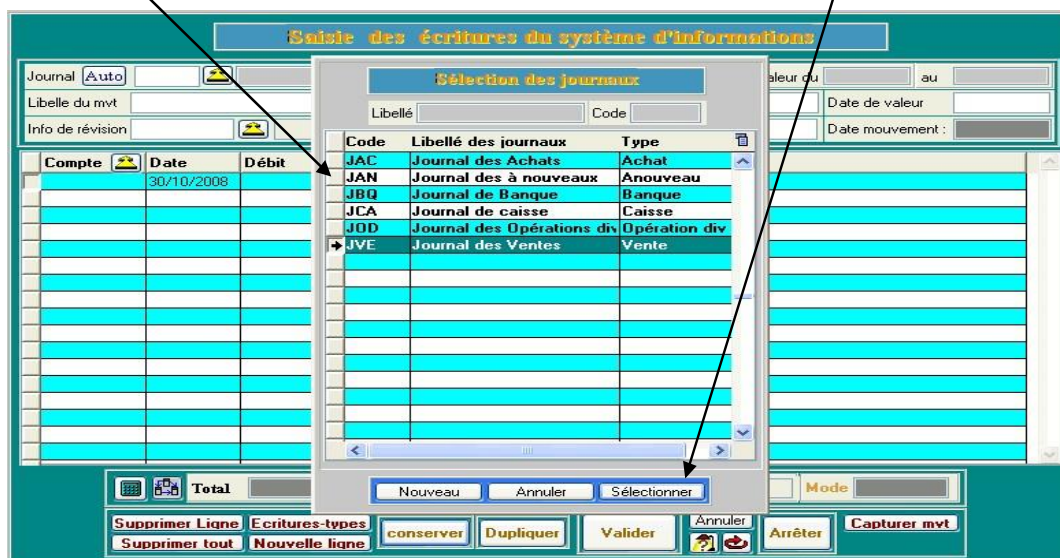 Saisie des écritures du système d'informations
Journal Auto
aleur du au
Libelle du mvt
Date de valeur
Info de révision
Date mouvement :
Compte Date Débit
30/10/2008
Sélection des journaux
Libellé Code
Code Libellé des journaux Type
JAC Journal des Achats Achat
JAN Journal des à nouveaux Anouveau
JBQ Journal de Banque Banque
JCA Journal de caisse Caisse
JOD Journal des Opérations div Opération div
JVE Journal des Ventes Vente
Nouveau Annuler Sélectionner
Total Mode
Supprimer Ligne Ecritures-types
Supprimer tout Nouvelle ligne
conserver Dupliquer Valider Annuler Arrêter Capturer mvt